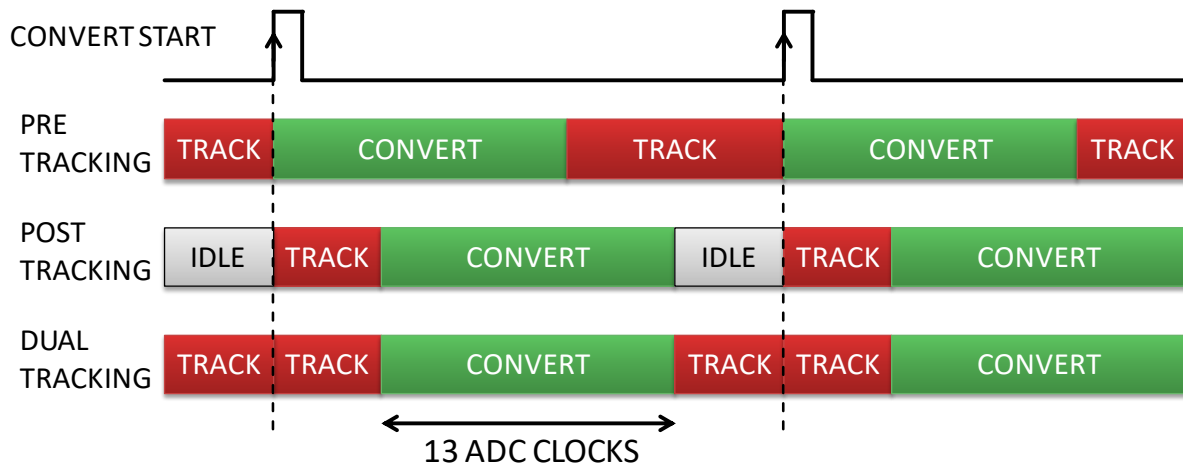 CONVERT START
PRE
TRACKING
TRACK CONVERT TRACK CONVERT TRACK
POST
TRACKING
IDLE TRACK CONVERT IDLE TRACK CONVERT
DUAL
TRACKING
TRACK TRACK CONVERT TRACK TRACK CONVERT
13 ADC CLOCKS